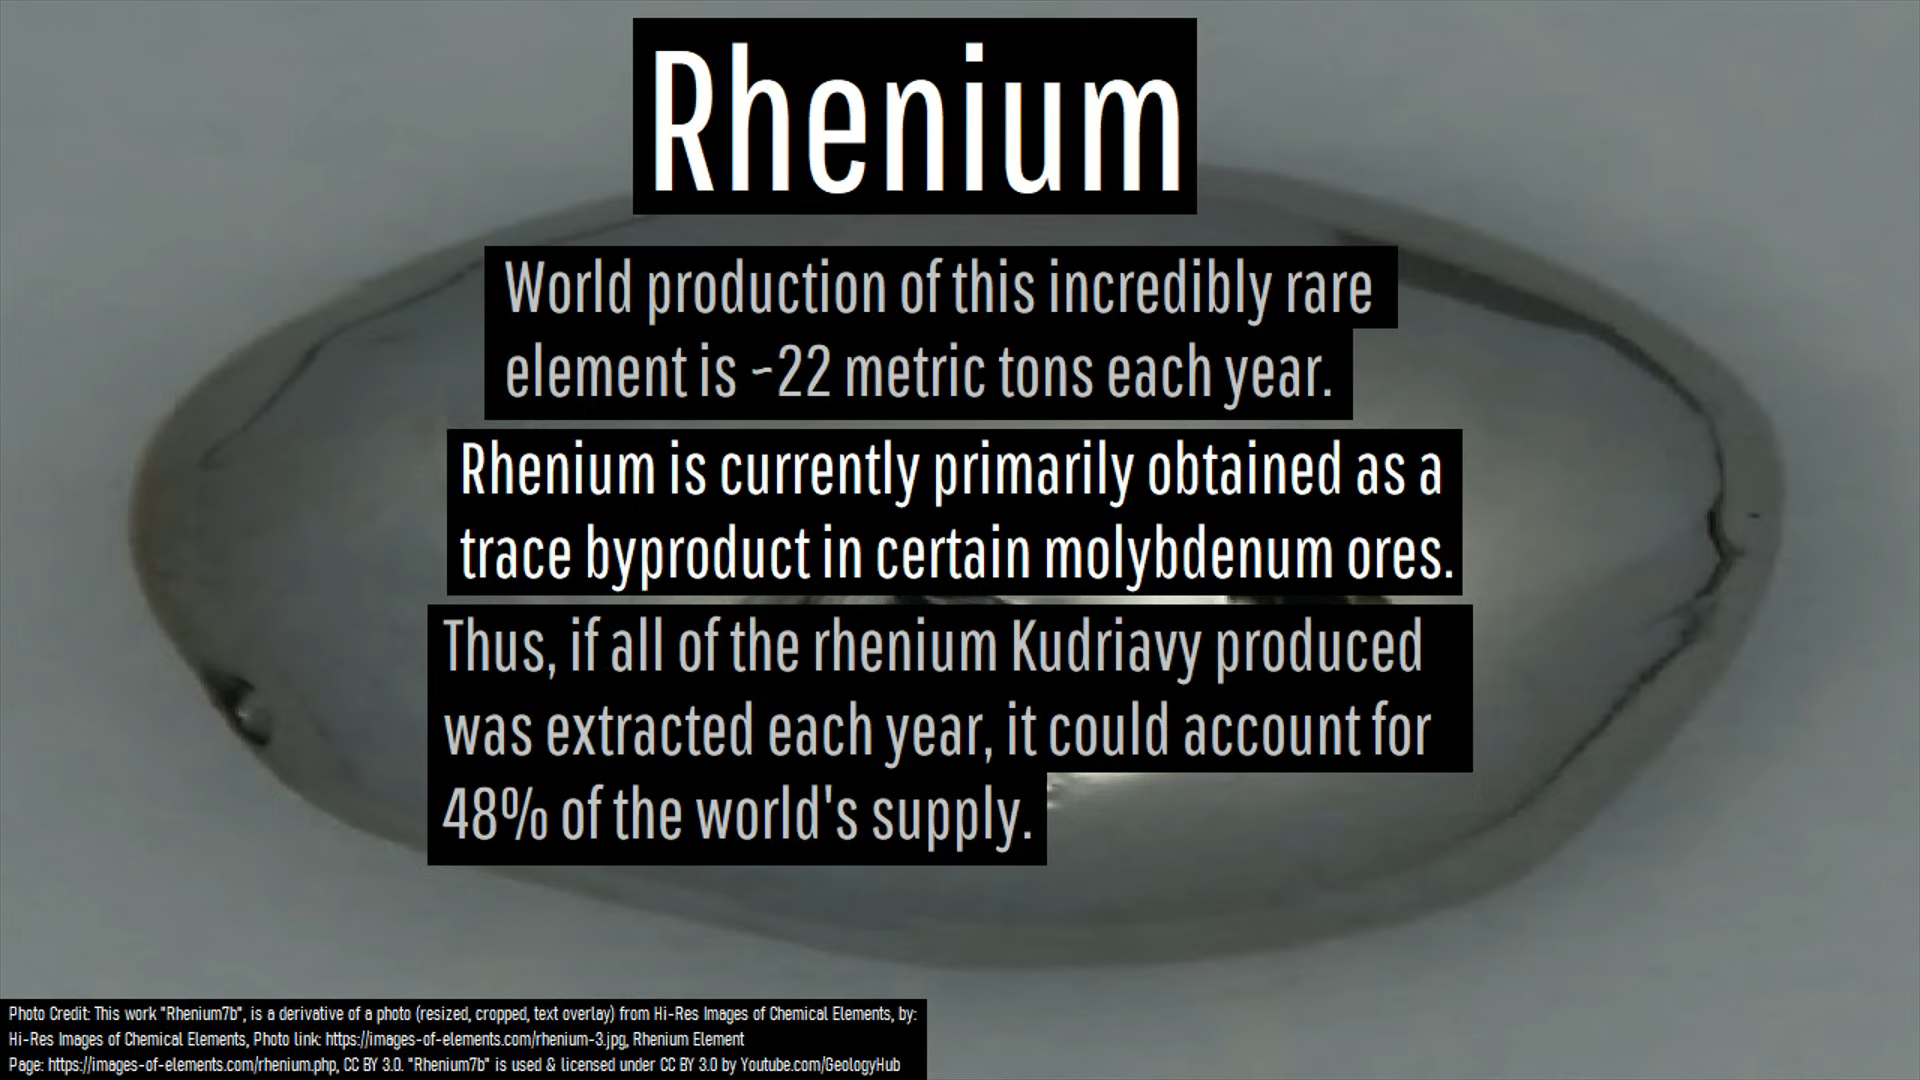 Rhenium
World production of this incredibly rare
element is ~22 metric tons each year.
Rhenium is currently primarily obtained as a
trace byproduct in certain molybdenum ores.
Thus, if all of the rhenium Kudriavy produced
was extracted each year, it could account for
48% of the world's supply.
Photo Credit: This work "Rhenium7b", is a derivative of a photo (resized, cropped, text overlay) from Hi-Res Images of Chemical Elements, by:
Hi-Res Images of Chemical Elements, Photo link: https://images-of-elements.com/rhenium-3.jpg, Rhenium Element
Page: https://images-of-elements.com/rhenium.php, CC BY 3.0. "Rhenium7b" is used & licensed under CC BY 3.0 by Youtube.com/GeologyHub